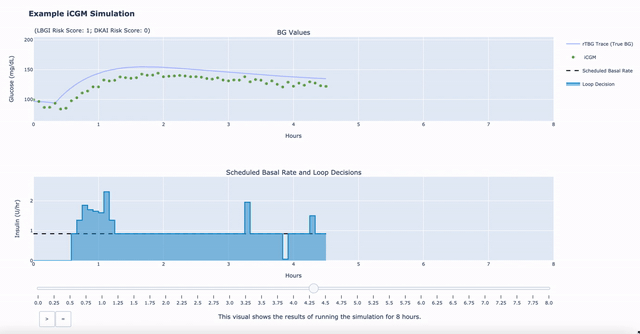 Example iCGM Simulation
(LBGI Risk Score: 1; DKAI Risk Score: 0)
BG Values
200
150
100
Glucose (mg/dL)
0 1 2 3 4 5 6 7 8
Hours
rTBG Trace (True BG)
iCGM
Scheduled Basal Rate
Loop Decision
Scheduled Basal Rate and Loop Decisions
2
1
0
Insulin (U/hr)
0 1 2 3 4 5 6 7 8
Hours
0.0 0.25 0.5 0.75 1.0 1.25 1.5 1.75 2.0 2.25 2.5 2.75 3.0 3.25 3.5 3.75 4.0 4.25 4.5 4.75 5.0 5.25 5.5 5.75 6.0 6.25 6.5 6.75 7.0 7.25 7.5 7.75 8.0
> =
This visual shows the results of running the simulation for 8 hours.